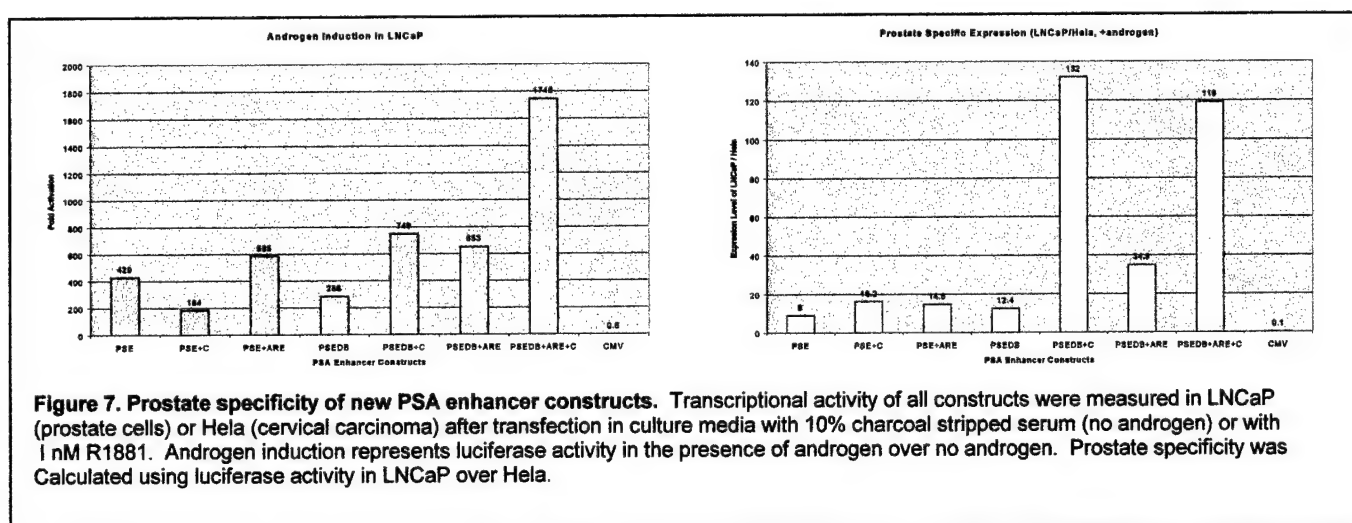 Androgen Induction in LNCaP
2000
1800
1600
1400
1200
1000
800
600
400
200
0
Fold Activation
429
184
286
749
653
0.6
PSE
PSE+C
PSE+ARE
PSEDB
PSEDB+C
PSEDB+ARE
PSEDB+ARE+C
CMV
PSA Enhancer Constructs
Prostate Specific Expression (LNCaP/Hela, +androgen)
140
120
100
80
60
40
20
0
Expression Level of LNCaP / Hela
16.2
12.4
132
0.1
PSE
PSE+C
PSE+ARE
PSEDB
PSEDB+C
PSEDB+ARE
PSEDB+ARE+C
CMV
PSA Enhancer Constructs
Figure 7. Prostate specificity of new PSA enhancer constructs. Transcriptional activity of all constructs were measured in LNCaP
(prostate cells) or Hela (cervical carcinoma) after transfection in culture media with 10% charcoal stripped serum (no androgen) or with
1 nM R1881. Androgen induction represents luciferase activity in the presence of androgen over no androgen. Prostate specificity was
Calculated using luciferase activity in LNCaP over Hela.